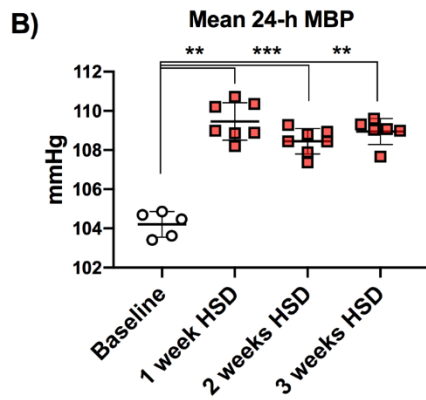 B)
Mean 24-h MBP
** *** **
112
110
108
106
104
102
mmHg
Baseline
1 week HSD
2 weeks HSD
3 weeks HSD